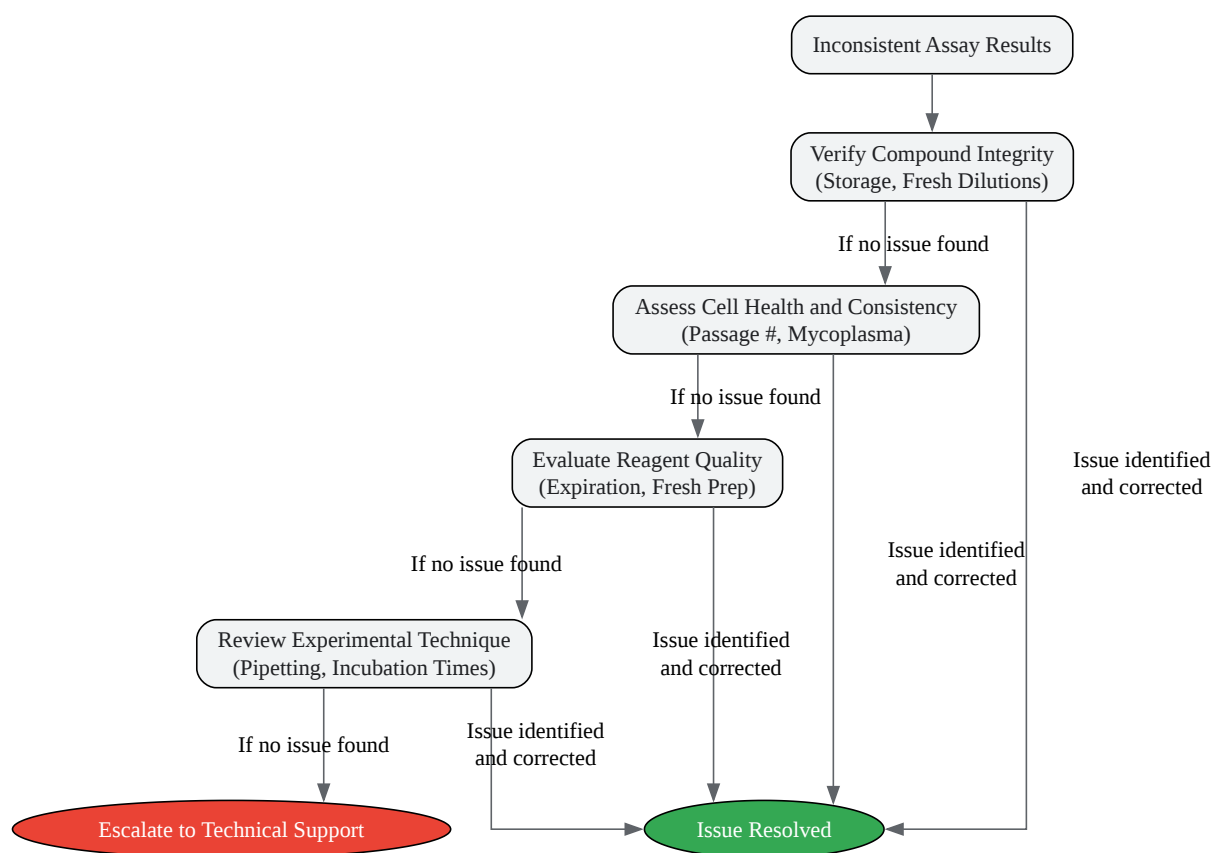 Inconsistent Assay Results
Verify Compound Integrity
(Storage, Fresh Dilutions)
If no issue found
Assess Cell Health and Consistency
(Passage #, Mycoplasma)
If no issue found
Evaluate Reagent Quality
(Expiration, Fresh Prep)
Issue identified
and corrected
If no issue found
Issue identified
and corrected
Review Experimental Technique
(Pipetting, Incubation Times)
Issue identified
and corrected
If no issue found
Issue identified
and corrected
Escalate to Technical Support
Issue Resolved